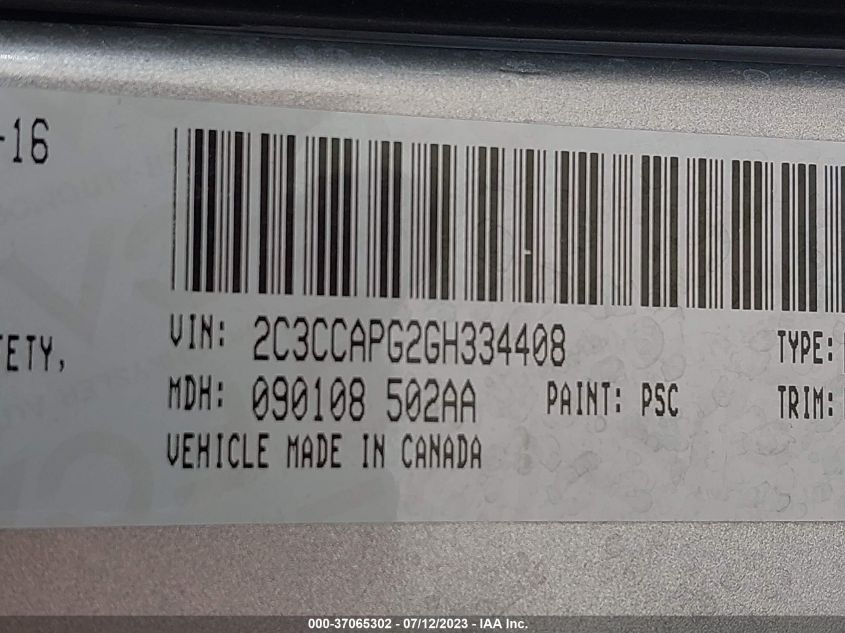 -16
ETY,
VIN: 2C3CCAPG2GH334408
TYPE:
MDH: 090108 502AA PAINT: PSC
TRIM:
VEHICLE MADE IN CANADA
000-37065302 - 07/12/2023 - IAA Inc.